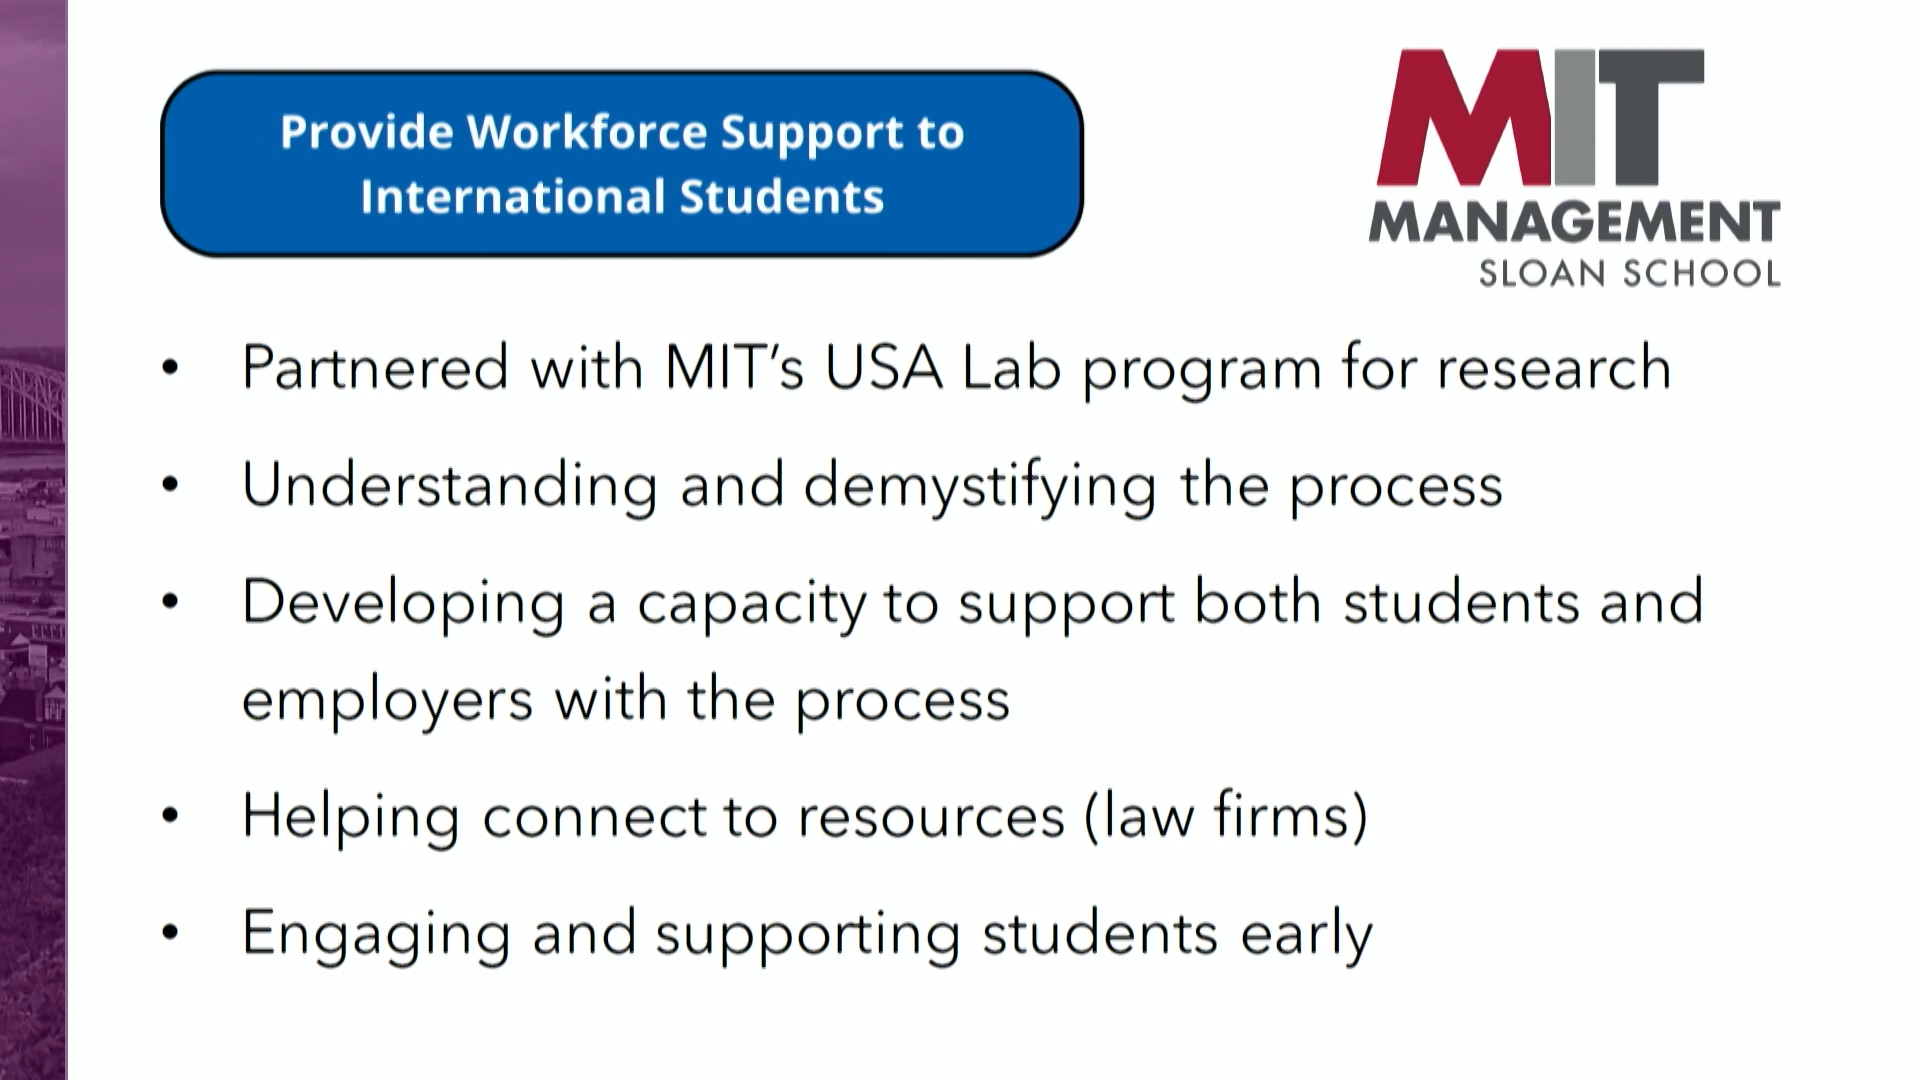 Provide Workforce Support to
International Students
MIT
MANAGEMENT
SLOAN SCHOOL
• Partnered with MIT’s USA Lab program for research
• Understanding and demystifying the process
• Developing a capacity to support both students and
employers with the process
• Helping connect to resources (law firms)
• Engaging and supporting students early